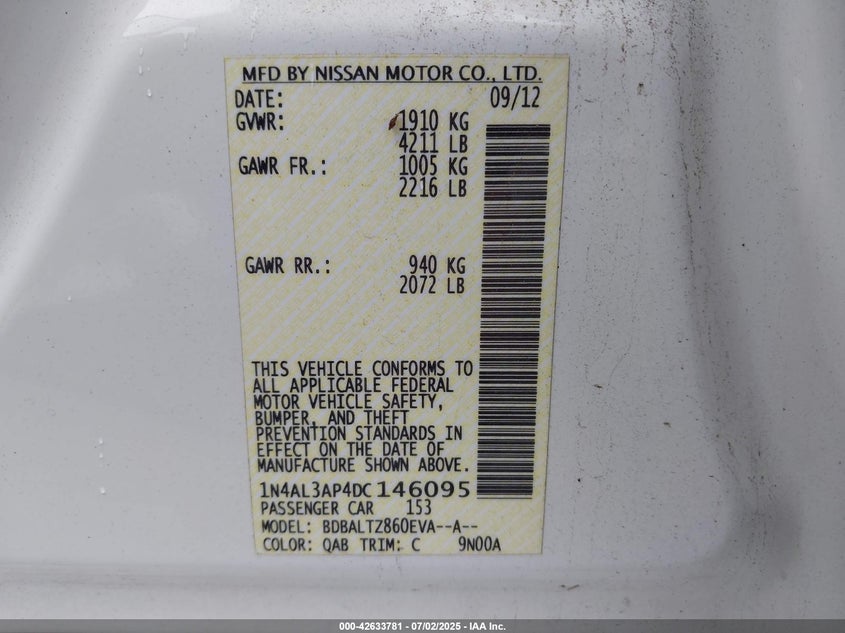 MFD BY NISSAN MOTOR CO., LTD.
DATE: 09/12
GVWR: 1910 KG
4211 LB
GAWR FR.: 1005 KG
2216 LB
GAWR RR.: 940 KG
2072 LB
THIS VEHICLE CONFORMS TO
ALL APPLICABLE FEDERAL
MOTOR VEHICLE SAFETY,
BUMPER, AND THEFT
PREVENTION STANDARDS IN
EFFECT ON THE DATE OF
MANUFACTURE SHOWN ABOVE.
1N4AL3AP4DC146095
PASSENGER CAR 153
MODEL: BDBALTZ860EVA--A--
COLOR: QAB TRIM: C 9N00A
000-42633781 - 07/02/2025 - IAA Inc.